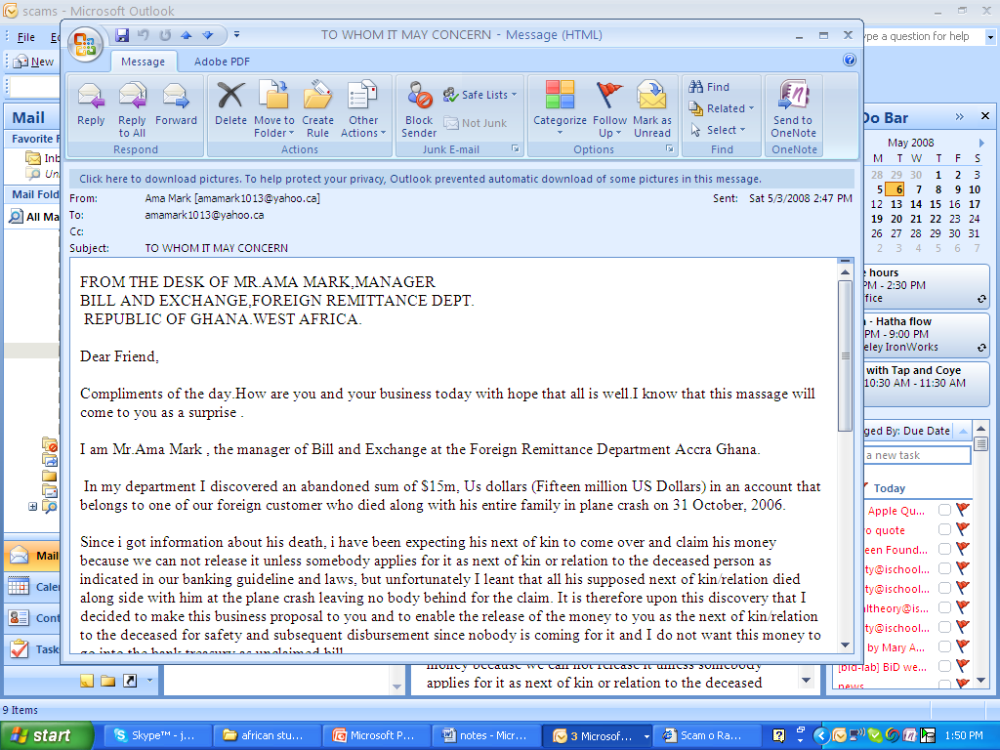 scams - Microsoft Outlook
File
New
TO WHOM IT MAY CONCERN - Message (HTML)
Type a question for help
Message
Adobe PDF
Reply
Reply to All
Forward
Respond
Delete
Move to Folder
Create Rule
Other Actions
Actions
Block Sender
Safe Lists
Not Junk
Junk E-mail
Categorize
Follow Up
Mark as Unread
Options
Find
Related
Select
Find
Send to OneNote
OneNote
Click here to download pictures. To help protect your privacy, Outlook prevented automatic download of some pictures in this message.
From: Ama Mark [amamark1013@yahoo.ca]
Sent: Sat 5/3/2008 2:47 PM
To: amamark1013@yahoo.ca
Cc:
Subject: TO WHOM IT MAY CONCERN
FROM THE DESK OF MR.AMA MARK,MANAGER
BILL AND EXCHANGE,FOREIGN REMITTANCE DEPT.
REPUBLIC OF GHANA.WEST AFRICA.
Dear Friend,
Compliments of the day.How are you and your business today with hope that all is well.I know that this massage will
come to you as a surprise .
I am Mr.Ama Mark , the manager of Bill and Exchange at the Foreign Remittance Department Accra Ghana.
In my department I discovered an abandoned sum of $15m, Us dollars (Fifteen million US Dollars) in an account that
belongs to one of our foreign customer who died along with his entire family in plane crash on 31 October, 2006.
Since i got information about his death, i have been expecting his next of kin to come over and claim his money
because we can not release it unless somebody applies for it as next of kin or relation to the deceased person as
indicated in our banking guideline and laws, but unfortunately I leant that all his supposed next of kin/relation died
along side with him at the plane crash leaving no body behind for the claim. It is therefore upon this discovery that I
decided to make this business proposal to you and to enable the release of the money to you as the next of kin/relation
to the deceased for safety and subsequent disbursement since nobody is coming for it and I do not want this money to
go into the bank treasury as unclaimed bill.
money because we can not release it unless somebody
applies for it as next of kin or relation to the deceased
Mail
Favorite F
Inb
Unr
Mail Fold
All Ma
Mail
Cale
Cont
Task
9 Items
Do Bar
May 2008
M T W T F S
28 29 30 1 2 3
5 6 7 8 9 10
12 13 14 15 16 17
19 20 21 22 23 24
26 27 28 29 30 31
2 3 4 5 6 7
e hours
PM - 2:30 PM
ffice
a - Hatha flow
PM - 9:00 PM
eley IronWorks
with Tap and Coye
10:30 AM - 11:30 AM
ged By: Due Date
a new task
Today
Apple Qu...
o quote
een Found...
ty@ischool...
ty@ischool...
altheory@is...
ty@ischool...
by Mary A...
[bid-lab] BiD we...
news
start
Skype™ - j...
african stu...
Microsoft P...
notes - Micr...
3 Microsof...
Scam o Ra...
1:50 PM